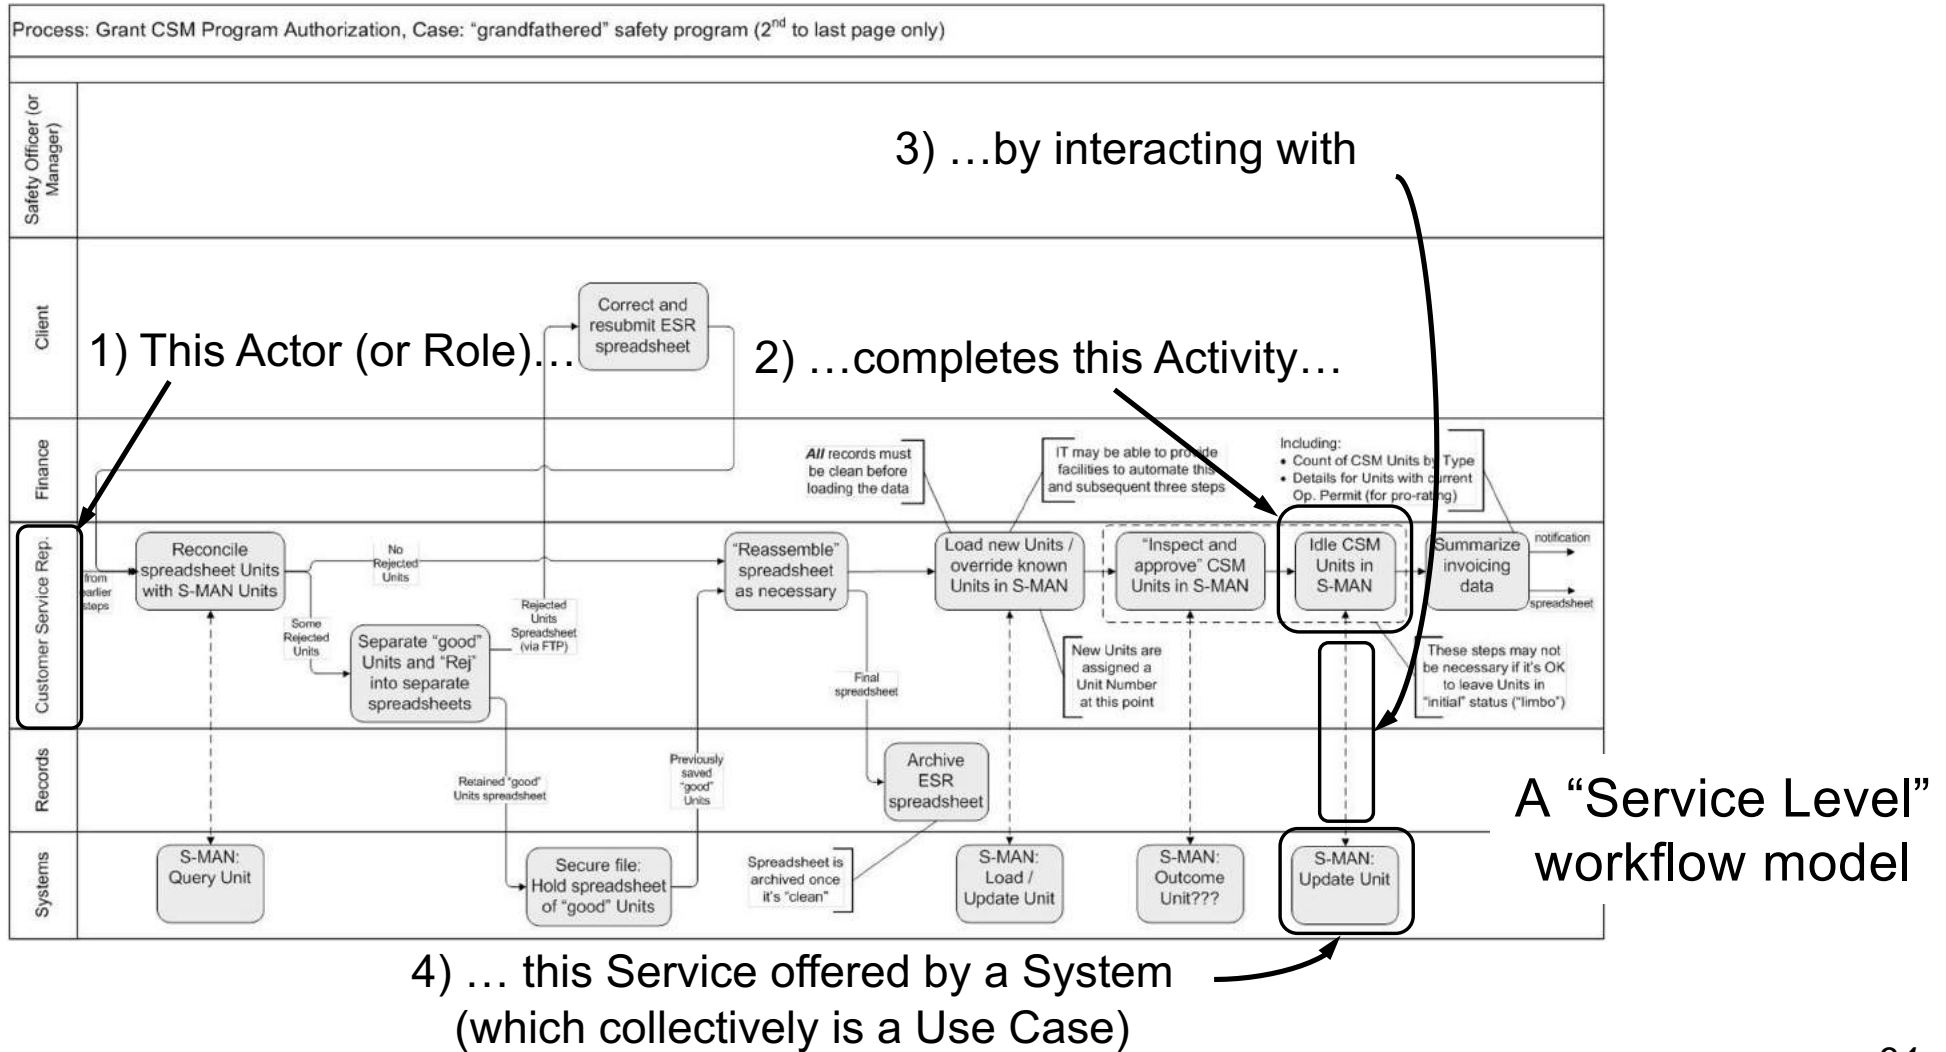 Process: Grant CSM Program Authorization, Case: “grandfathered” safety program (2nd to last page only)
Safety Officer (or
Manager)
3) …by interacting with
Client
Correct and
resubmit ESR
spreadsheet
1) This Actor (or Role)…
2) …completes this Activity…
Finance
All records must
be clean before
loading the data
IT may be able to provide
facilities to automate this
and subsequent three steps
Including:
• Count of CSM Units by Type
• Details for Units with current
Op. Permit (for pro-rating)
Customer Service Rep.
from
earlier
steps
Reconcile
spreadsheet Units
with S-MAN Units
No
Rejected
Units
Some
Rejected
Units
Separate “good”
Units and “Rej”
into separate
spreadsheets
Rejected
Units
Spreadsheet
(via FTP)
“Reassemble”
spreadsheet
as necessary
Final
spreadsheet
Load new Units /
override known
Units in S-MAN
New Units are
assigned a
Unit Number
at this point
“Inspect and
approve” CSM
Units in S-MAN
Idle CSM
Units in
S-MAN
Summarize
invoicing
data
notification
spreadsheet
These steps may not
be necessary if it’s OK
to leave Units in
“initial” status (“limbo”)
Records
Retained “good”
Units spreadsheet
Previously
saved
“good”
Units
Archive
ESR
spreadsheet
A “Service Level”
workflow model
Systems
S-MAN:
Query Unit
Secure file:
Hold spreadsheet
of “good” Units
Spreadsheet is
archived once
it’s “clean”
S-MAN:
Load /
Update Unit
S-MAN:
Outcome
Unit???
S-MAN:
Update Unit
4) … this Service offered by a System
(which collectively is a Use Case)